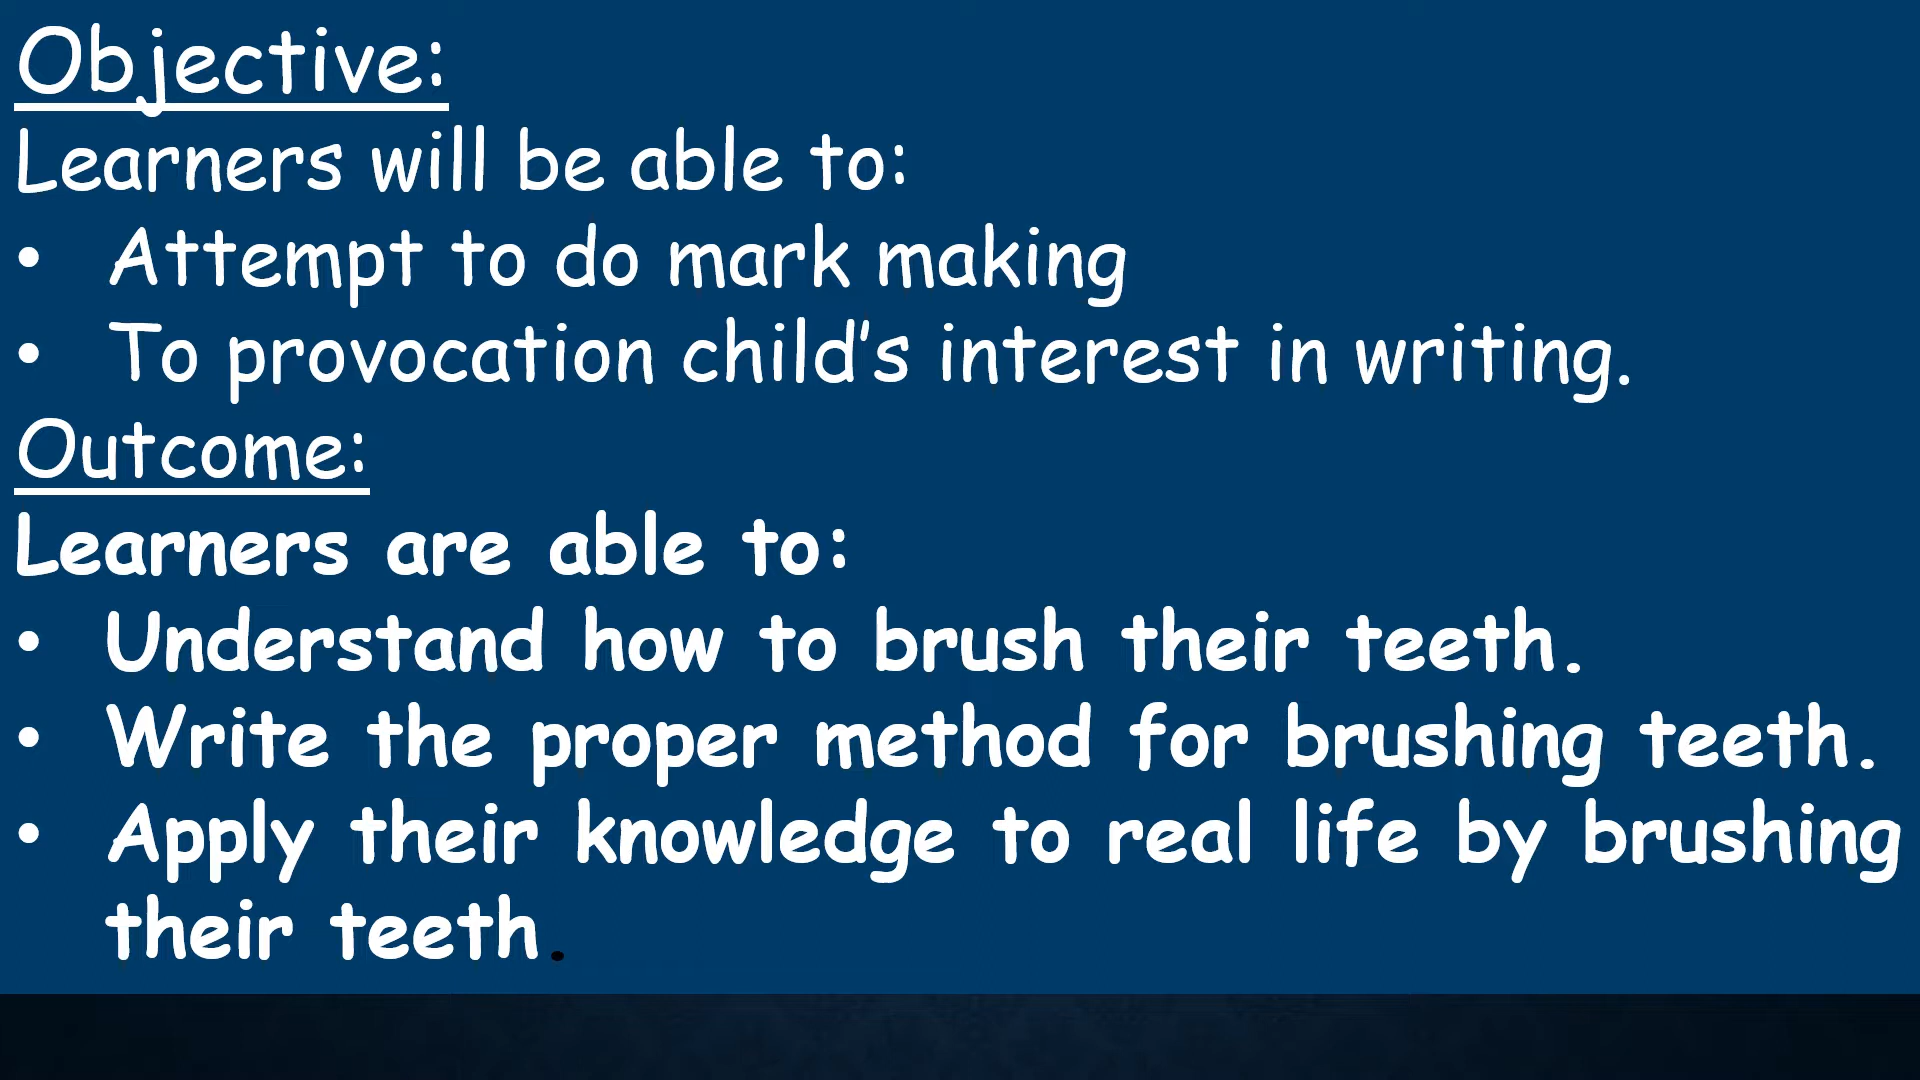 Objective:
Learners will be able to:
• Attempt to do mark making
• To provocation child's interest in writing.
Outcome:
Learners are able to:
• Understand how to brush their teeth.
• Write the proper method for brushing teeth.
• Apply their knowledge to real life by brushing
their teeth.